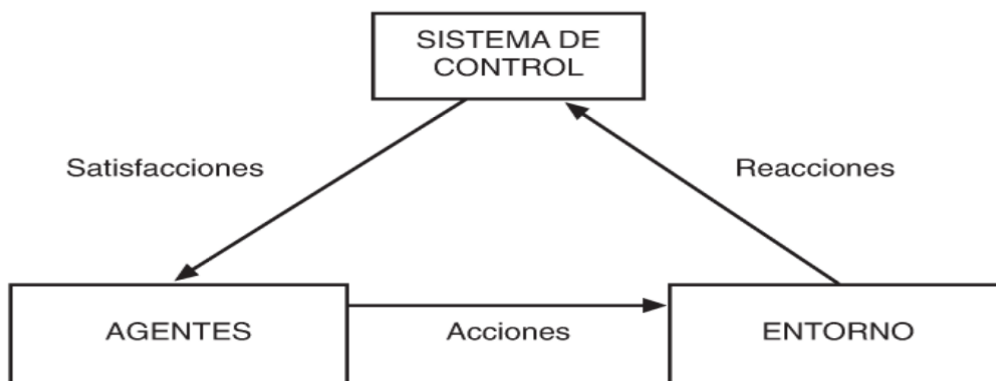 SISTEMA DE
CONTROL
Satisfacciones
Reacciones
AGENTES
Acciones
ENTORNO